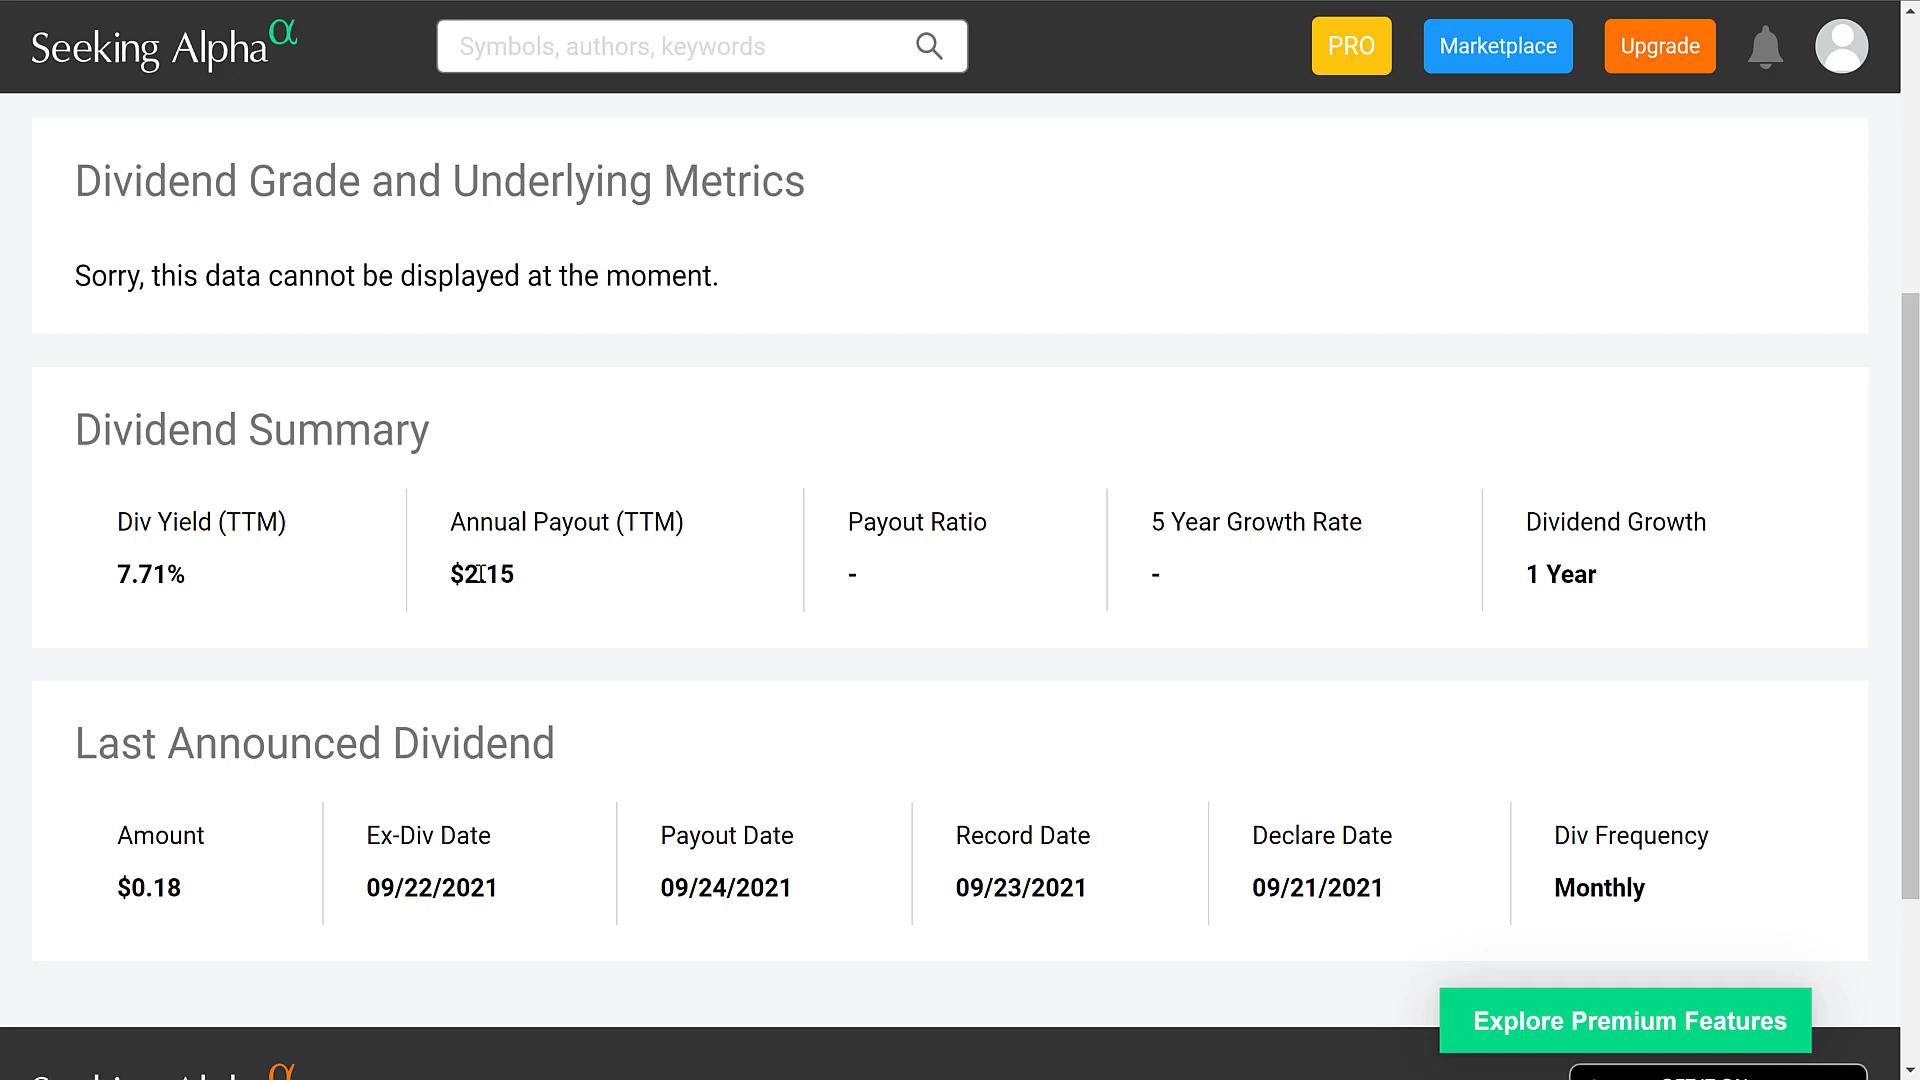 Seeking Alpha α
Symbols, authors, keywords
PRO
Marketplace
Upgrade
Dividend Grade and Underlying Metrics
Sorry, this data cannot be displayed at the moment.
Dividend Summary
Div Yield (TTM) Annual Payout (TTM) Payout Ratio 5 Year Growth Rate Dividend Growth
7.71% $2.15 - - 1 Year
Last Announced Dividend
Amount Ex-Div Date Payout Date Record Date Declare Date Div Frequency
$0.18 09/22/2021 09/24/2021 09/23/2021 09/21/2021 Monthly
Explore Premium Features